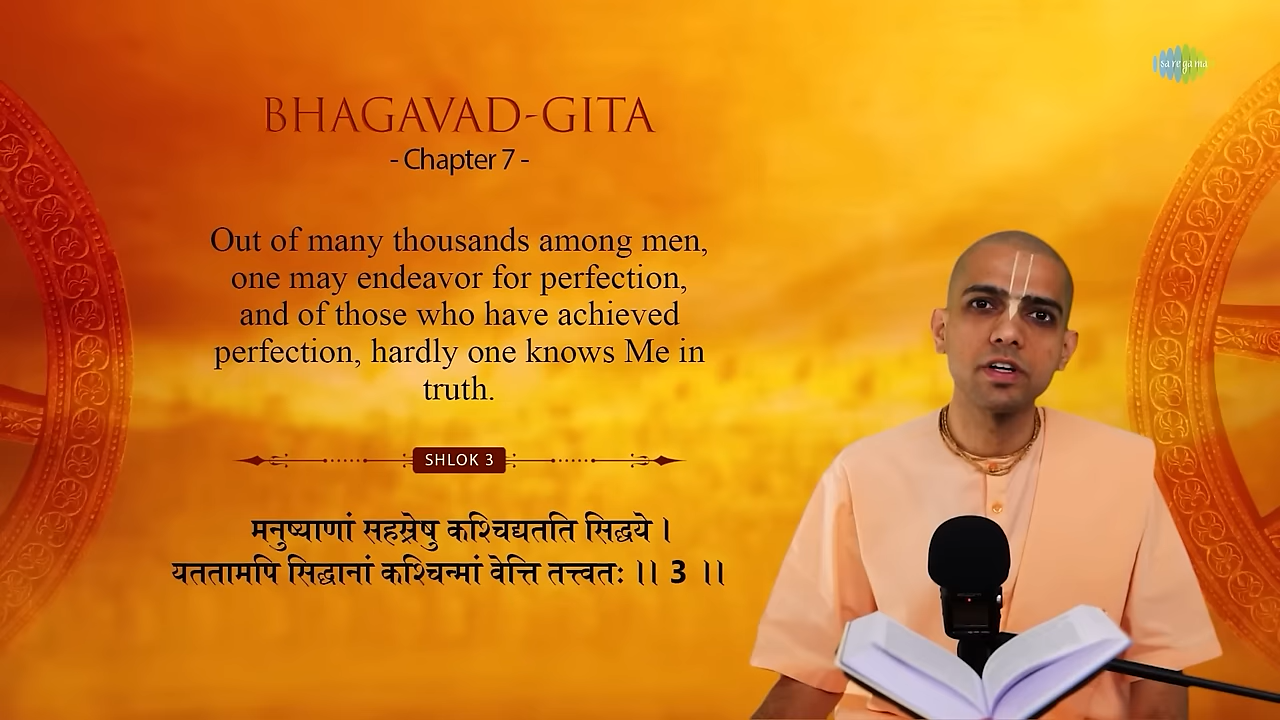 saregama
BHAGAVAD-GITA
- Chapter 7 -
Out of many thousands among men,
one may endeavor for perfection,
and of those who have achieved
perfection, hardly one knows Me in
truth.
SHLOK 3
मनुष्याणां सहस्रेषु कश्चिद्यतति सिद्धये ।
यततामपि सिद्धानां कश्चिन्मां वेत्ति तत्त्वतः ।। 3 ।।